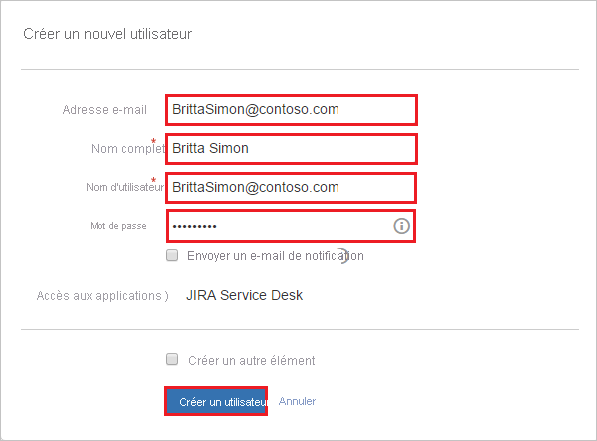 Créer un nouvel utilisateur
Adresse e-mail BrittaSimon@contoso.com
Nom complet* Britta Simon
Nom d'utilisateur* BrittaSimon@contoso.com
Mot de passe •••••••••
Envoyer un e-mail de notification
Accès aux applications ) JIRA Service Desk
Créer un autre élément
Créer un utilisateur Annuler